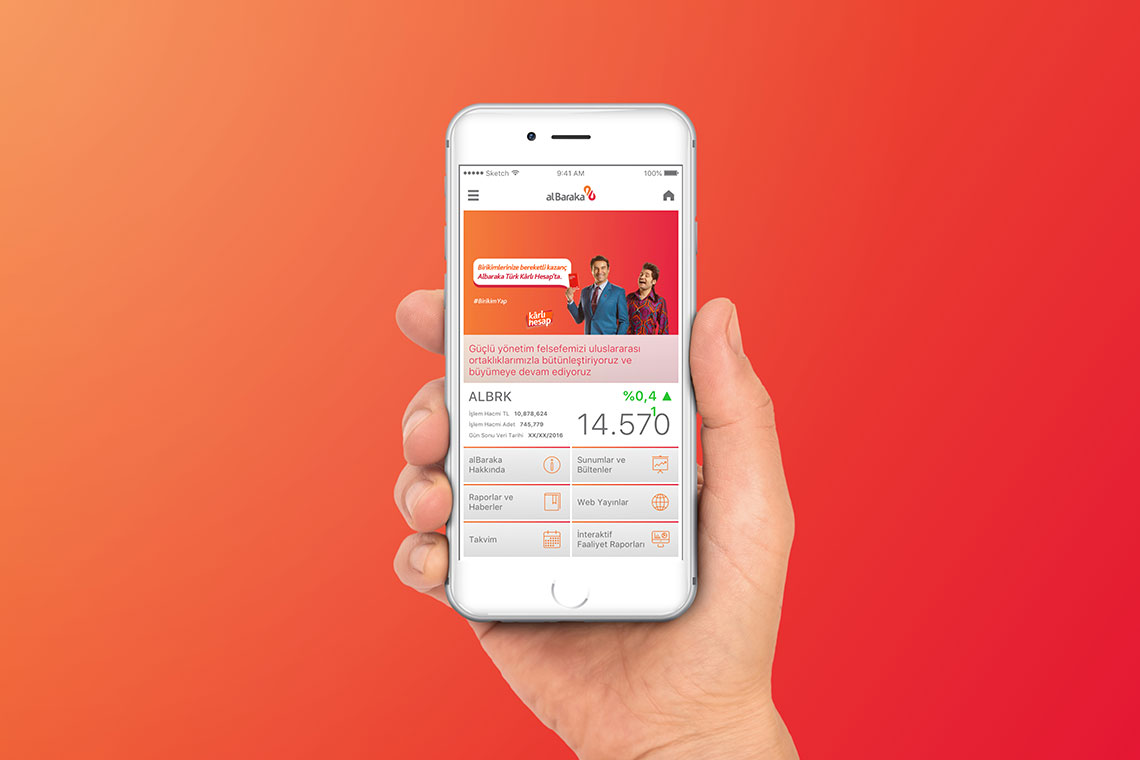 Sketch
9:41 AM
100%
alBaraka
Birikimlerinize bereketli kazanç
Albaraka Türk Kârlı Hesap'ta.
#BirikimYap
kârlı
hesap
Güçlü yönetim felsefemizi uluslararası
ortaklıklarımızla bütünleştiriyoruz ve
büyümeye devam ediyoruz
ALBRK
%0,4 ▲
1
İşlem Hacmi TL 10,878,624
İşlem Hacmi Adet 745,779
Gün Sonu Veri Tarihi XX/XX/2016
14.570
alBaraka
Hakkında
Sunumlar ve
Bültenler
Raporlar ve
Haberler
Web Yayınlar
Takvim
İnteraktif
Faaliyet Raporları